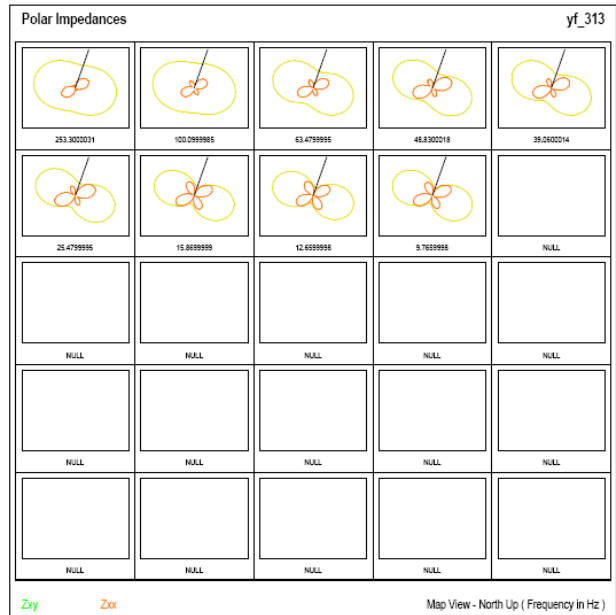 Polar Impedances yf_313
253.3000031 100.0999985 63.4799995 48.8300018 39.0600014
25.4799995 15.8699999 12.6599998 9.7659998 NULL
NULL NULL NULL NULL NULL
NULL NULL NULL NULL NULL
NULL NULL NULL NULL NULL
Zxy Zxx Map View - North Up ( Frequency in Hz )